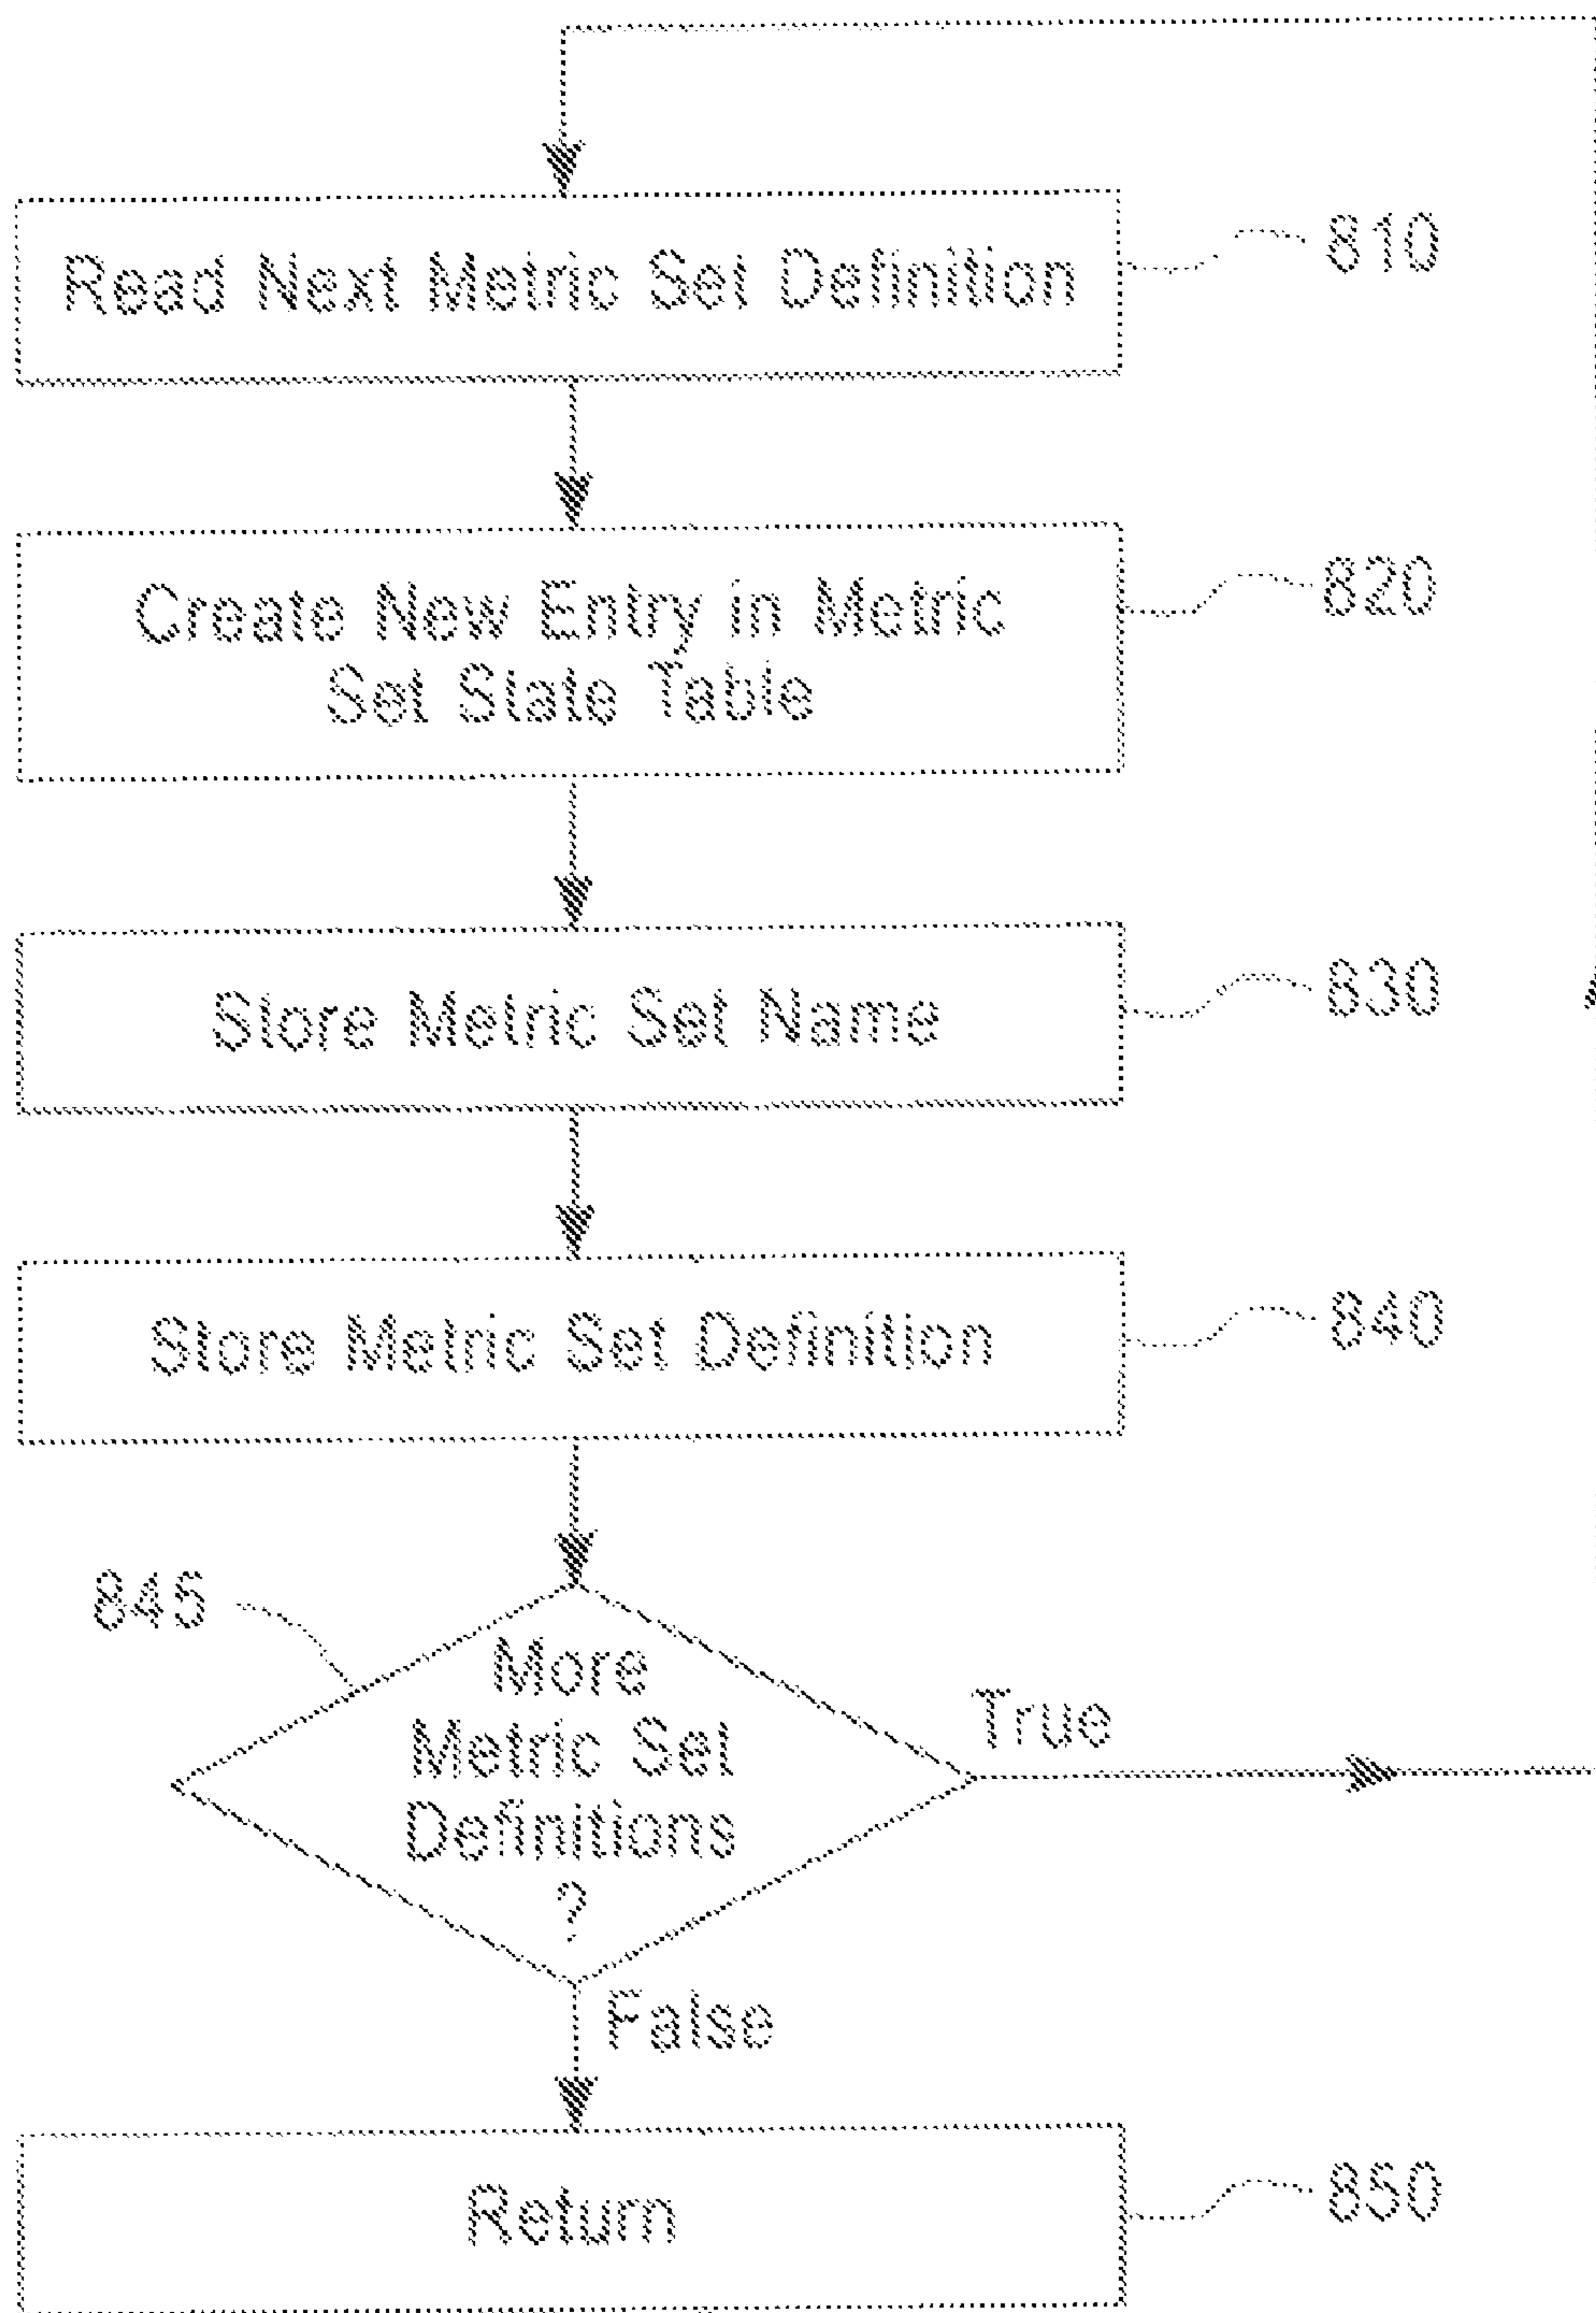 Read Next Metric Set Definition
810
Create New Entry in Metric
Set State Table
820
Store Metric Set Name
830
Store Metric Set Definition
840
845
More
Metric Set
Definitions
?
True
False
Return
850